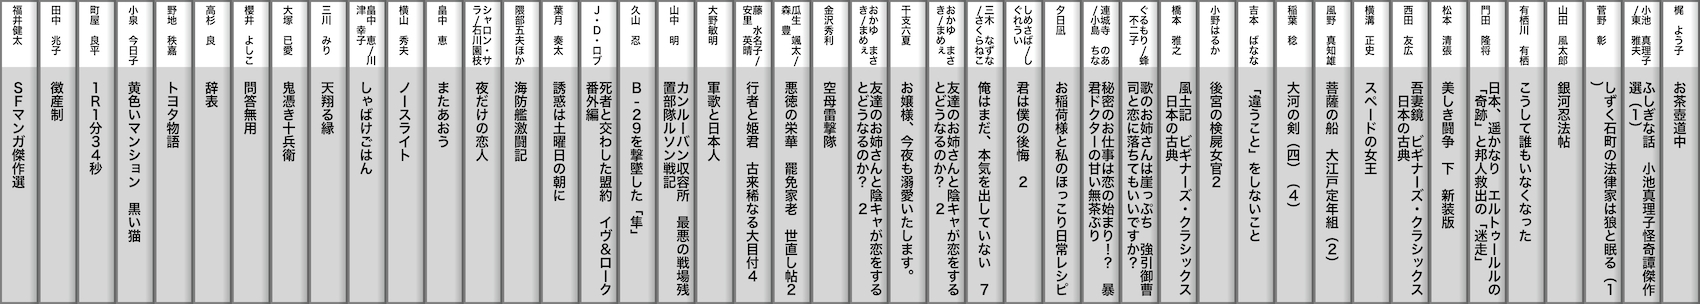 梶　よう子
お茶壺道中
小池　真理子
/東　雅夫
ふしぎな話　小池真理子怪奇譚傑作
選（１）
菅野　彰
しずく石町の法律家は狼と眠る（１
）
山田　風太郎
銀河忍法帖
有栖川　有栖
こうして誰もいなくなった
門田　隆将
日本、遥かなり　エルトゥールルの
「奇跡」と邦人救出の「迷走」
松本　清張
美しき闘争　下　新装版
西田　友広
吾妻鏡　ビギナーズ・クラシックス
日本の古典
横溝　正史
スペードの女王
風野　真知雄
菩薩の船　大江戸定年組（２）
稲葉　稔
大河の剣（四）（４）
吉本　ばなな
「違うこと」をしないこと
小野はるか
後宮の検屍女官２
橋本　雅之
風土記　ビギナーズ・クラシックス
日本の古典
ぐるもり/蜂
不二子
歌のお姉さんは崖っぷち　強引御曹
司と恋に落ちてもいいですか？
連城寺　のあ
/小島　ちな
秘密のお仕事は恋の始まり！？　暴
君ドクターの甘い無茶ぶり
夕日凪
お稲荷様と私のほっこり日常レシピ
しめさば/し
ぐれうい
君は僕の後悔　２
三木　なずな
/さくらねこ
俺はまだ、本気を出していない　７
おかゆ　まさ
き/まめぇ
友達のお姉さんと陰キャが恋をする
とどうなるのか？　２
干支六夏
お嬢様、今夜も溺愛いたします。
おかゆ　まさ
き/まめぇ
友達のお姉さんと陰キャが恋をする
とどうなるのか？　２
金沢秀利
空母雷撃隊
瓜生　颯太/
森　豊
悪徳の栄華　罷免家老　世直し帖２
藤　水名子/
安里　英晴
行者と姫君　古来稀なる大目付４
大野敏明
軍歌と日本人
山中　明
カンルーバン収容所　最悪の戦場残
置部隊ルソン戦記
久山　忍
Ｂ－２９を撃墜した「隼」
Ｊ・Ｄ・ロブ
死者と交わした盟約　イヴ＆ローク
番外編
葉月　奏太
誘惑は土曜日の朝に
隈部五夫ほか
海防艦激闘記
シャロン・サ
ラ/石川園枝
夜だけの恋人
畠中　恵
またあおう
横山　秀夫
ノースライト
畠中　恵/川
津　幸子
しゃばけごはん
三川　みり
天翔る縁
大塚　已愛
鬼憑き十兵衛
櫻井　よしこ
問答無用
高杉　良
辞表
野地　秩嘉
トヨタ物語
小泉　今日子
黄色いマンション　黒い猫
町屋　良平
１Ｒ１分３４秒
田中　兆子
徴産制
福井健太
ＳＦマンガ傑作選